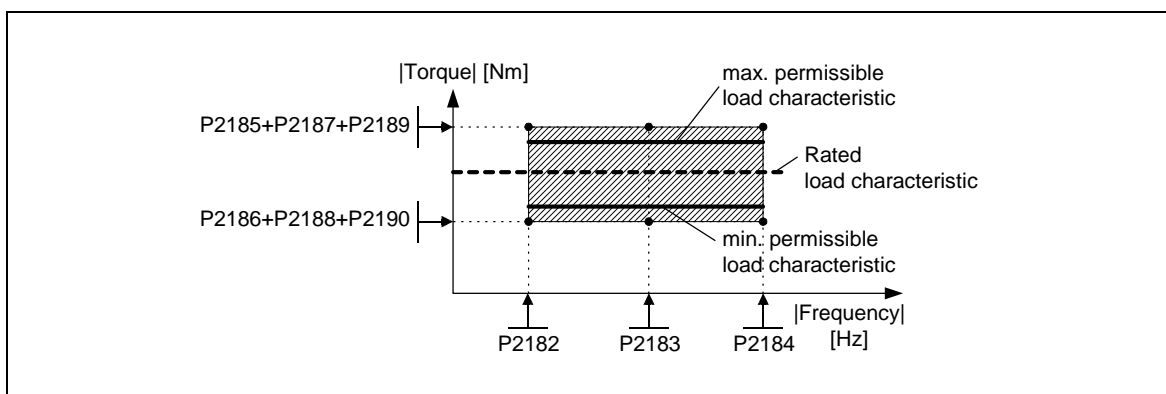 |Torque| [Nm]
max. permissible
load characteristic
P2185+P2187+P2189
Rated
load characteristic
P2186+P2188+P2190
min. permissible
load characteristic
|Frequency|
[Hz]
P2182
P2183
P2184